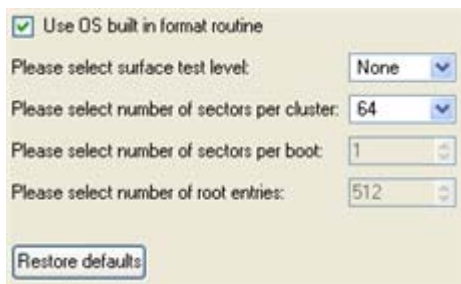 Use OS built in format routine
Please select surface test level: None
Please select number of sectors per cluster: 64
Please select number of sectors per boot: 1
Please select number of root entries: 512
Restore defaults